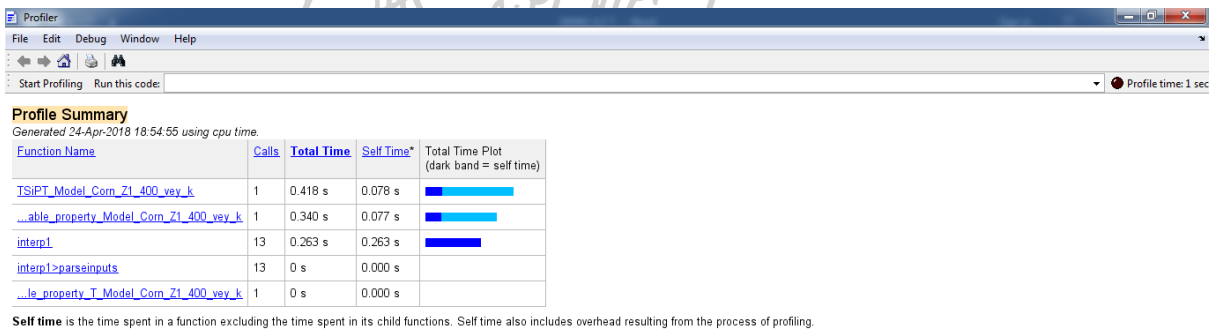 Profiler
File Edit Debug Window Help
Start Profiling Run this code: Profile time: 1 sec
Profile Summary
Generated 24-Apr-2018 18:54:55 using cpu time.
Function Name Calls Total Time Self Time* Total Time Plot
(dark band = self time)
TSiPT_Model_Corn_Z1_400_vey_k 1 0.418 s 0.078 s
...able_property_Model_Corn_Z1_400_vey_k 1 0.340 s 0.077 s
interp1 13 0.263 s 0.263 s
interp1>parseinputs 13 0 s 0.000 s
...le_property_T_Model_Corn_Z1_400_vey_k 1 0 s 0.000 s
Self time is the time spent in a function excluding the time spent in its child functions. Self time also includes overhead resulting from the process of profiling.